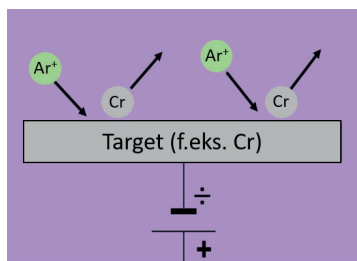 Ar+ Ar+
Cr Cr
Target (f.eks. Cr)
÷
+